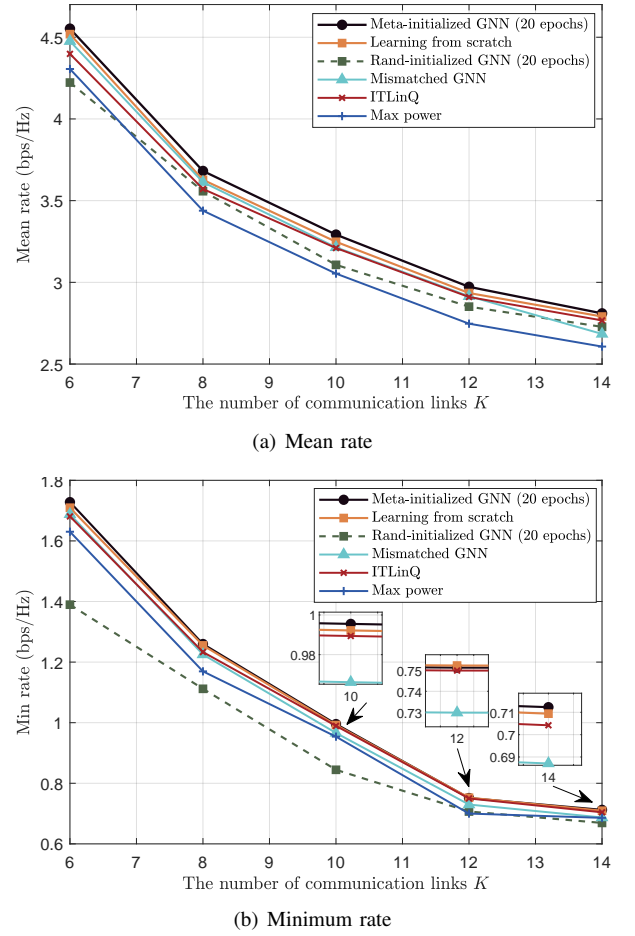 4.5
4
3.5
3
2.5
Mean rate (bps/Hz)
Meta-initialized GNN (20 epochs)
Learning from scratch
Rand-initialized GNN (20 epochs)
Mismatched GNN
ITLinQ
Max power
6 7 8 9 10 11 12 13 14
The number of communication links K
(a) Mean rate
1.8
1.6
1.4
1.2
1
0.8
0.6
Min rate (bps/Hz)
Meta-initialized GNN (20 epochs)
Learning from scratch
Rand-initialized GNN (20 epochs)
Mismatched GNN
ITLinQ
Max power
1
0.98
10
0.75
0.74
0.73
12
0.71
0.7
0.69
14
6 7 8 9 10 11 12 13 14
The number of communication links K
(b) Minimum rate